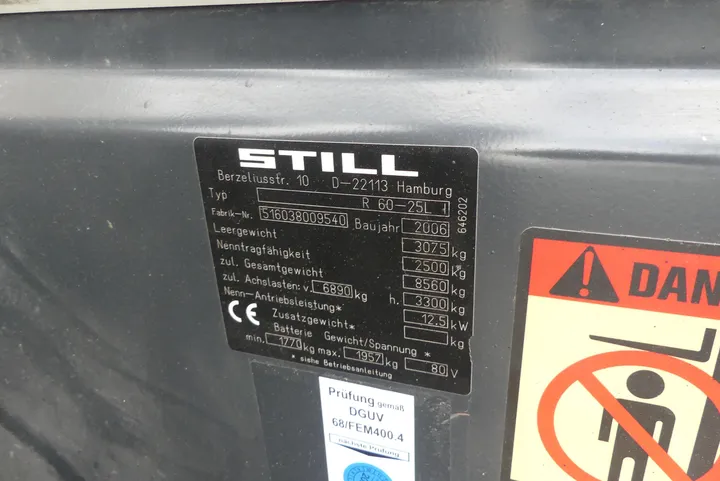 STILL
Berzeliusstr. 10 D-22113 Hamburg
Typ R 60-25L
Fabrik-Nr. 516038009540 Baujahr 2006
Leergewicht 3075 kg
Nenntragfähigkeit 2500 kg*
zul. Gesamtgewicht 8560 kg
zul. Achslasten: v. 6890 kg h. 3300 kg
Nenn-Antriebsleistung* 12.5 kW
Zusatzgewicht* kg
Batterie Gewicht/Spannung *
min. 1770 kg max. 1957 kg 80 V
* siehe Betriebsanleitung
646202
CE
Prüfung gemäß
DGUV
68/FEM400.4
nächste Prüfung
DAN